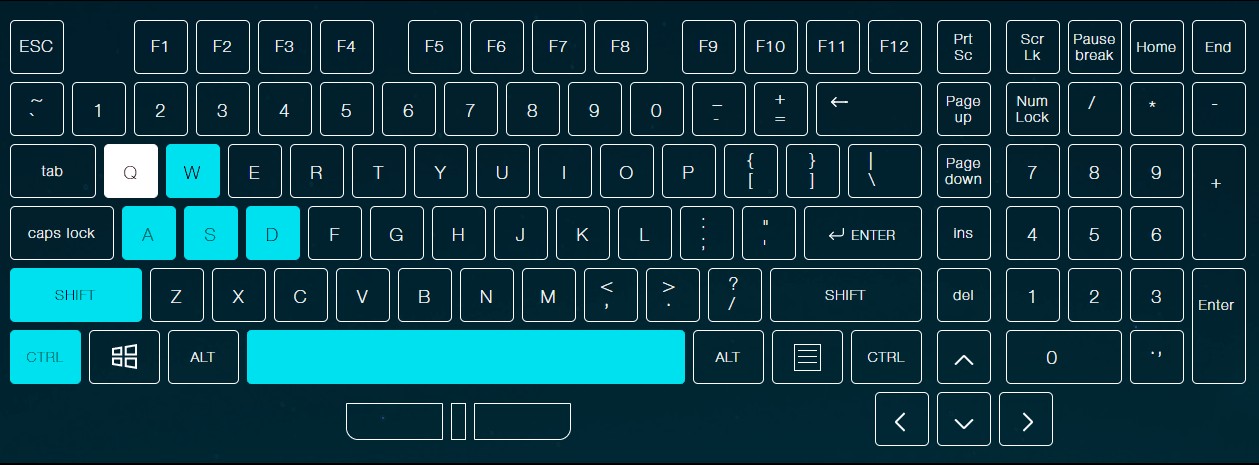 ESC F1 F2 F3 F4 F5 F6 F7 F8 F9 F10 F11 F12 Prt Sc Scr Lk Pause break Home End
~ ` 1 2 3 4 5 6 7 8 9 0 _ - + = ← Page up Num Lock / * -
tab Q W E R T Y U I O P { [ } ] | \ Page down 7 8 9 +
caps lock A S D F G H J K L : ; " ' ENTER ins 4 5 6
SHIFT Z X C V B N M < , > . ? / SHIFT del 1 2 3 Enter
CTRL ALT ALT CTRL 0 . ,